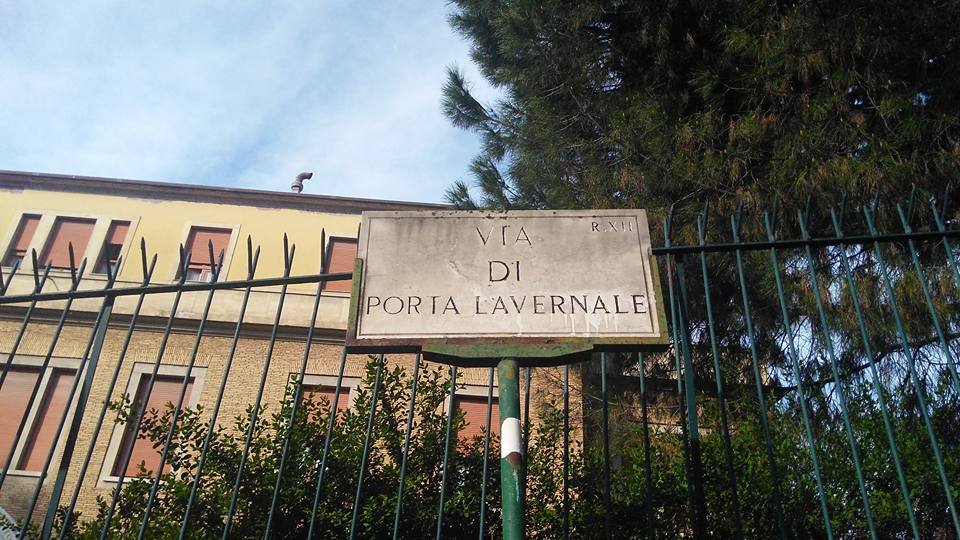 VIA R.XII
DI
PORTA LAVERNALE